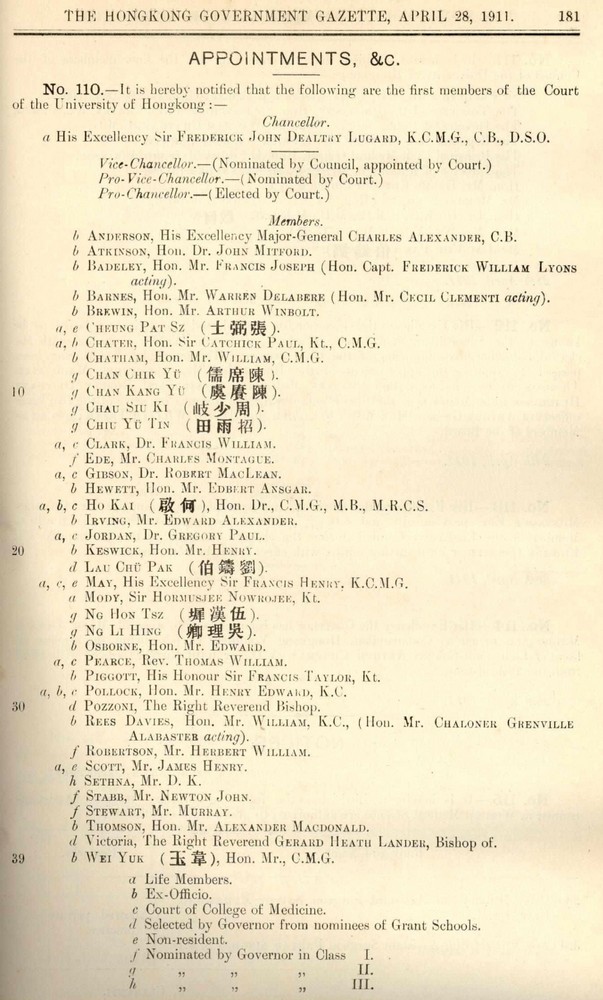 THE HONGKONG GOVERNMENT GAZETTE, APRIL 28, 1911. 181
APPOINTMENTS, &c.
No. 110.—It is hereby notified that the following are the first members of the Court
of the University of Hongkong :—
Chancellor.
a His Excellency Sir FREDERICK JOHN DEALTRY LUGARD, K.C.M.G., C.B., D.S.O.
Vice-Chancellor.—(Nominated by Council, appointed by Court.)
Pro-Vice-Chancellor.—(Nominated by Court.)
Pro-Chancellor.—(Elected by Court.)
Members.
b ANDERSON, His Excellency Major-General CHARLES ALEXANDER, C.B.
b ATKINSON, Hon. Dr. JOHN MITFORD.
b BADELEY, Hon. Mr. FRANCIS JOSEPH (Hon. Capt. FREDERICK WILLIAM LYONS
acting).
b BARNES, Hon. Mr. WARREN DELABERE (Hon. Mr. CECIL CLEMENTI acting).
b BREWIN, Hon. Mr. ARTHUR WINBOLT.
a, e CHEUNG PAT SZ (士弼張).
a, b CHATER, Hon. Sir CATCHICK PAUL, Kt., C.M.G.
b CHATHAM, Hon. Mr. WILLIAM, C.M.G.
g CHAN CHIK YÜ (儒席陳).
10 g CHAN KANG YÜ (虞賡陳).
g CHAU SIU KI (岐少周).
g CHIU YÜ TIN (田雨招).
a, c CLARK, Dr. FRANCIS WILLIAM.
f EDE, Mr. CHARLES MONTAGUE.
a, c GIBSON, Dr. ROBERT MACLEAN.
b HEWETT, Hon. Mr. EDBERT ANSGAR.
a, b, c HO KAI (啟何), Hon. Dr., C.M.G., M.B., M.R.C.S.
b IRVING, Mr. EDWARD ALEXANDER.
a, c JORDAN, Dr. GREGORY PAUL.
20 b KESWICK, Hon. Mr. HENRY.
d LAU CHÜ PAK (伯鑄劉).
a, c, e MAY, His Excellency Sir FRANCIS HENRY, K.C.M.G.
a MODY, Sir HORMUSJEE NOWROJEE, Kt.
g NG HON TSZ (墀漢伍).
g NG LI HING (卿理吳).
b OSBORNE, Hon. Mr. EDWARD.
a, c PEARCE, Rev. THOMAS WILLIAM.
b PIGGOTT, His Honour Sir FRANCIS TAYLOR, Kt.
a, b, c POLLOCK, Hon. Mr. HENRY EDWARD, K.C.
30 d POZZONI, The Right Reverend Bishop.
b REES DAVIES, Hon. Mr. WILLIAM, K.C., (Hon. Mr. CHALONER GRENVILLE
ALABASTER acting).
f ROBERTSON, Mr. HERBERT WILLIAM.
a, e SCOTT, Mr. JAMES HENRY.
h SETHNA, Mr. D. K.
f STABB, Mr. NEWTON JOHN.
f STEWART, Mr. MURRAY.
b THOMSON, Hon. Mr. ALEXANDER MACDONALD.
d Victoria, The Right Reverend GERARD HEATH LANDER, Bishop of.
39 b WEI YUK (玉韋), Hon. Mr., C.M.G.
a Life Members.
b Ex-Officio.
c Court of College of Medicine.
d Selected by Governor from nominees of Grant Schools.
e Non-resident.
f Nominated by Governor in Class I.
g „ „ „ II.
h „ „ „ III.